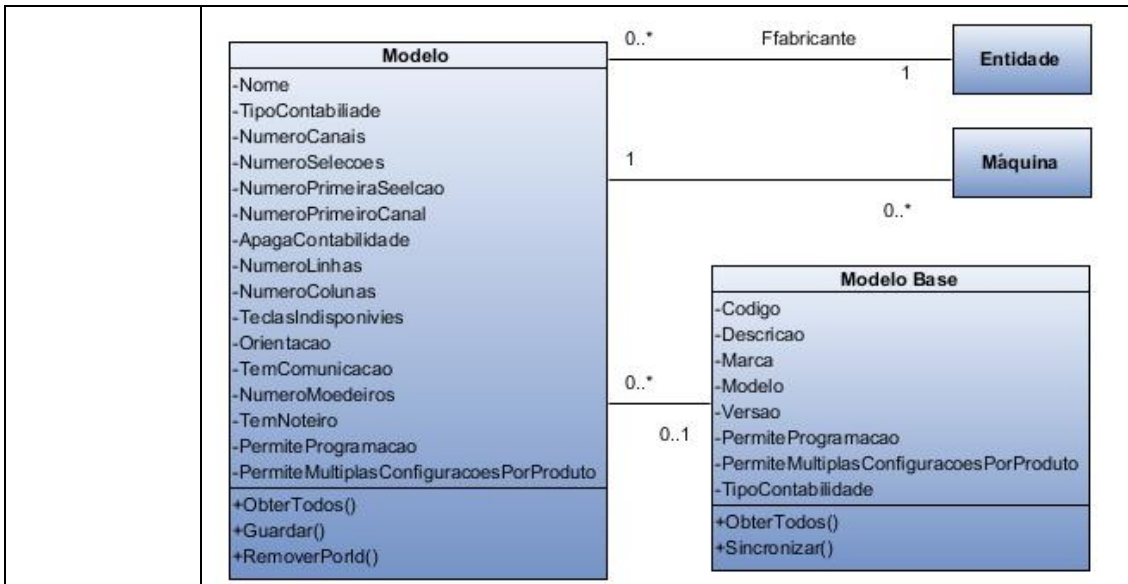 Modelo
-Nome
-TipoContabiliade
-NumeroCanais
-NumeroSelecoes
-NumeroPrimeiraSeelcao
-NumeroPrimeiroCanal
-ApagaContabilidade
-NumeroLinhas
-NumeroColunas
-TeclasIndisponivies
-Orientacao
-TemComunicacao
-NumeroMoedeiros
-TemNoteiro
-PermiteProgramacao
-PermiteMultiplasConfiguracoesPorProduto
+ObterTodos()
+Guardar()
+RemoverPorId()
0..*
Ffabricante
1
Entidade
1
0..*
Máquina
0..*
0..1
Modelo Base
-Codigo
-Descricao
-Marca
-Modelo
-Versao
-PermiteProgramacao
-PermiteMultiplasConfiguracoesPorProduto
-TipoContabilidade
+ObterTodos()
+Sincronizar()